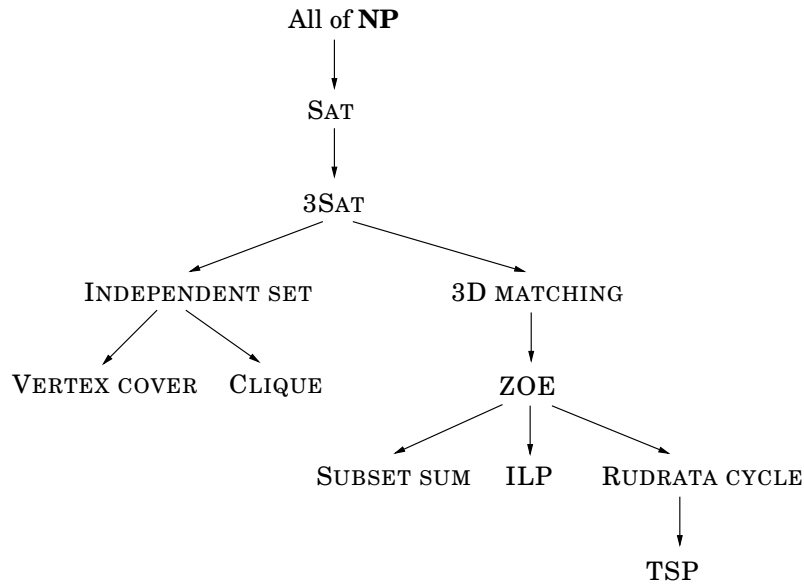 All of NP
SAT
3SAT
INDEPENDENT SET 3D MATCHING
VERTEX COVER CLIQUE ZOE
SUBSET SUM ILP RUDRATA CYCLE
TSP